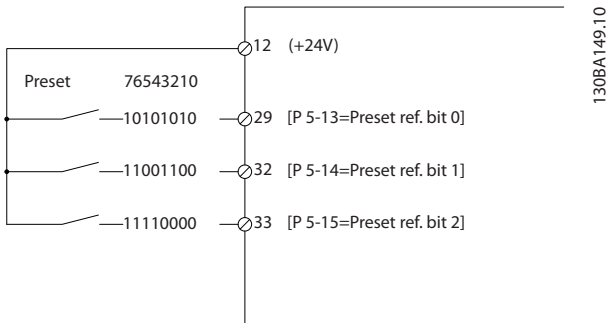 12 (+24V)
Preset 76543210
10101010 29 [P 5-13=Preset ref. bit 0]
11001100 32 [P 5-14=Preset ref. bit 1]
11110000 33 [P 5-15=Preset ref. bit 2]
130BA149.10